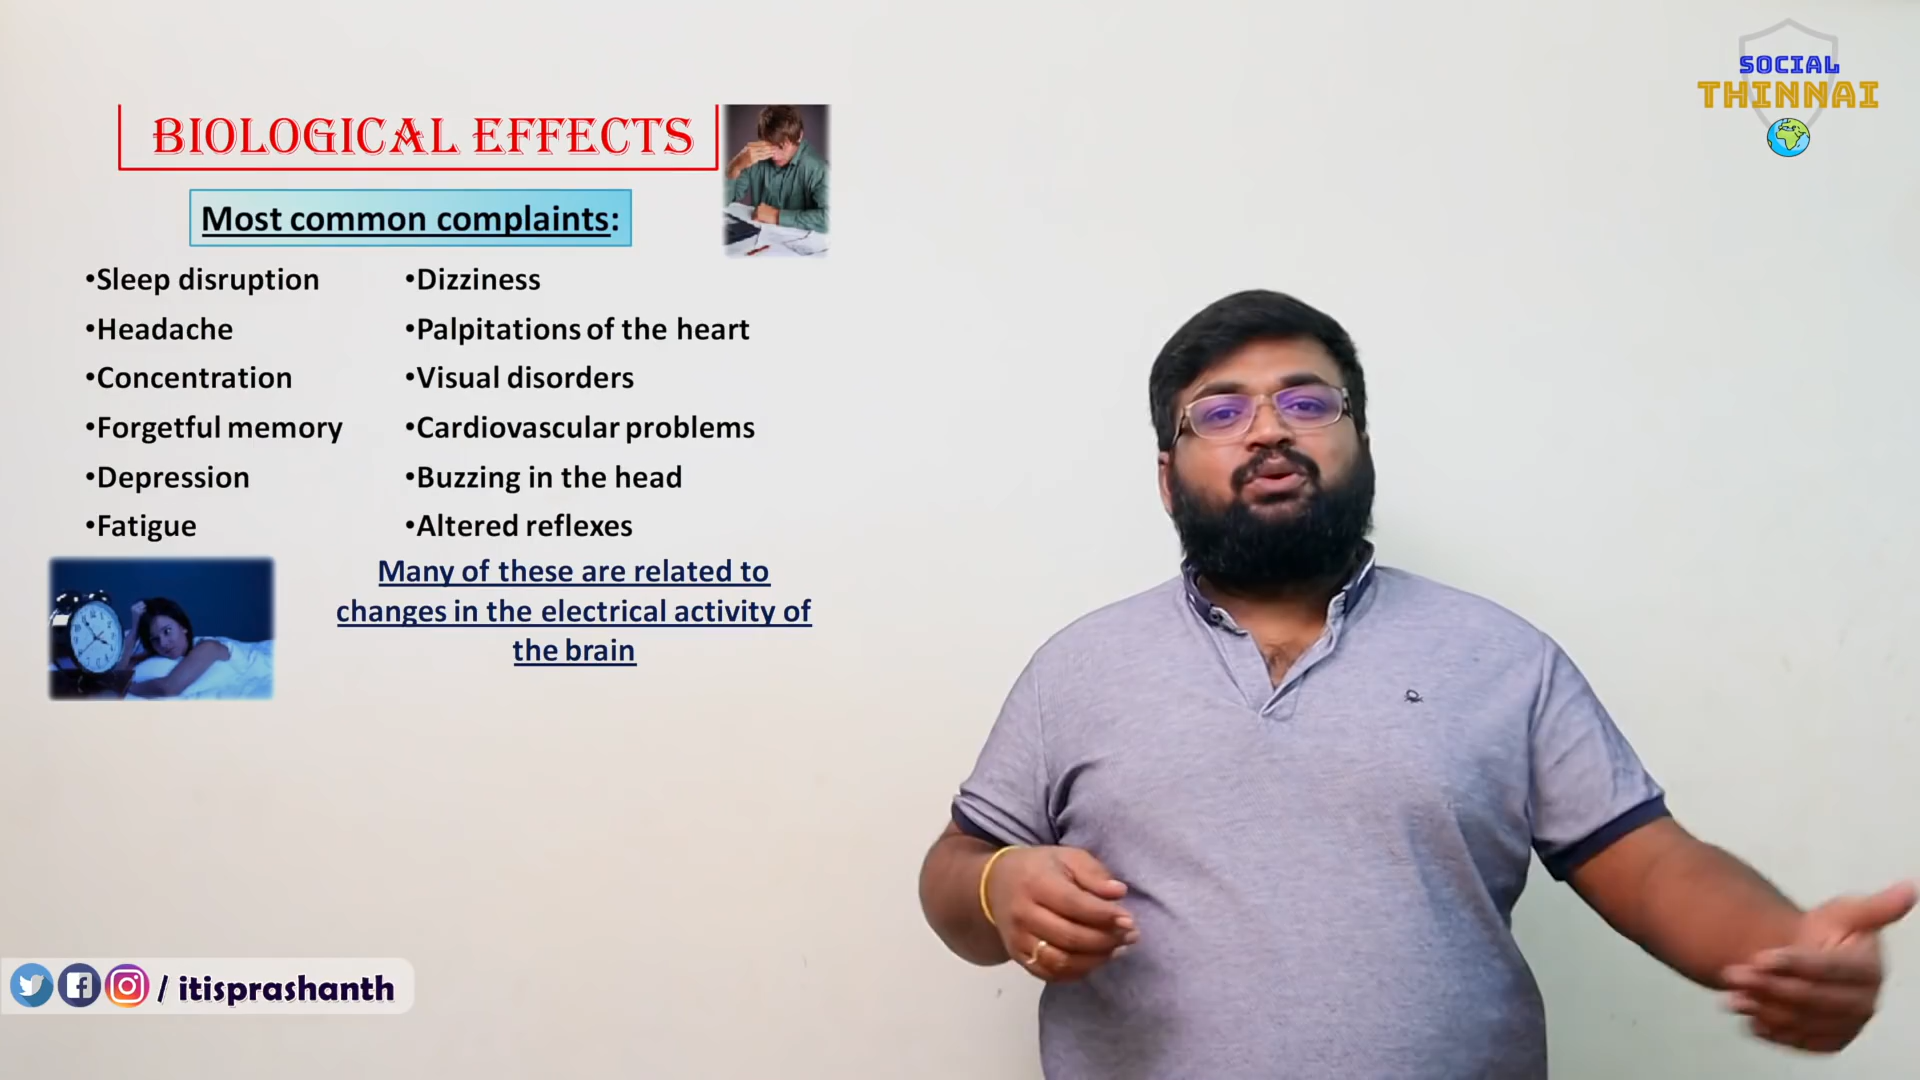 SOCIAL
THINNAI
BIOLOGICAL EFFECTS
Most common complaints:
•Sleep disruption
•Headache
•Concentration
•Forgetful memory
•Depression
•Fatigue
•Dizziness
•Palpitations of the heart
•Visual disorders
•Cardiovascular problems
•Buzzing in the head
•Altered reflexes
Many of these are related to
changes in the electrical activity of
the brain
/ itisprashanth